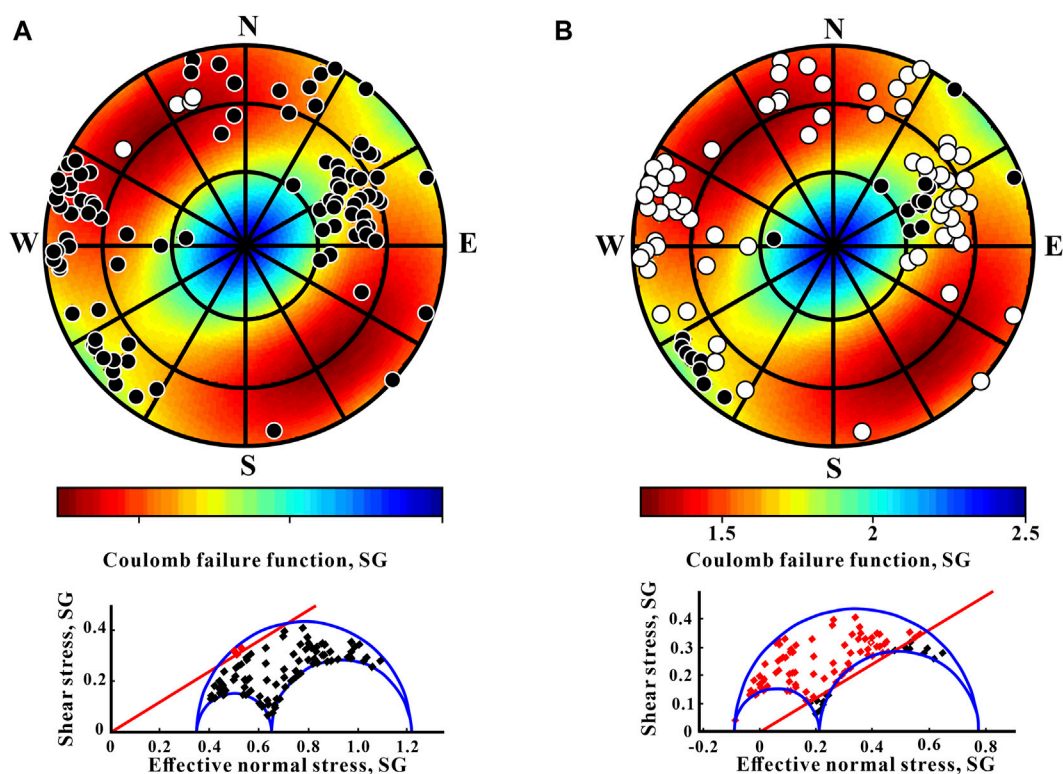 A
N
W
E
S
Coulomb failure function, SG
Shear stress, SG
0.4
0.2
0
0
0.2
0.4
0.6
0.8
1.0
1.2
Effective normal stress, SG
B
N
W
E
S
1.5
2
2.5
Coulomb failure function, SG
Shear stress, SG
0.4
0.3
0.2
0.1
0
-0.2
0
0.2
0.4
0.6
0.8
Effective normal stress, SG